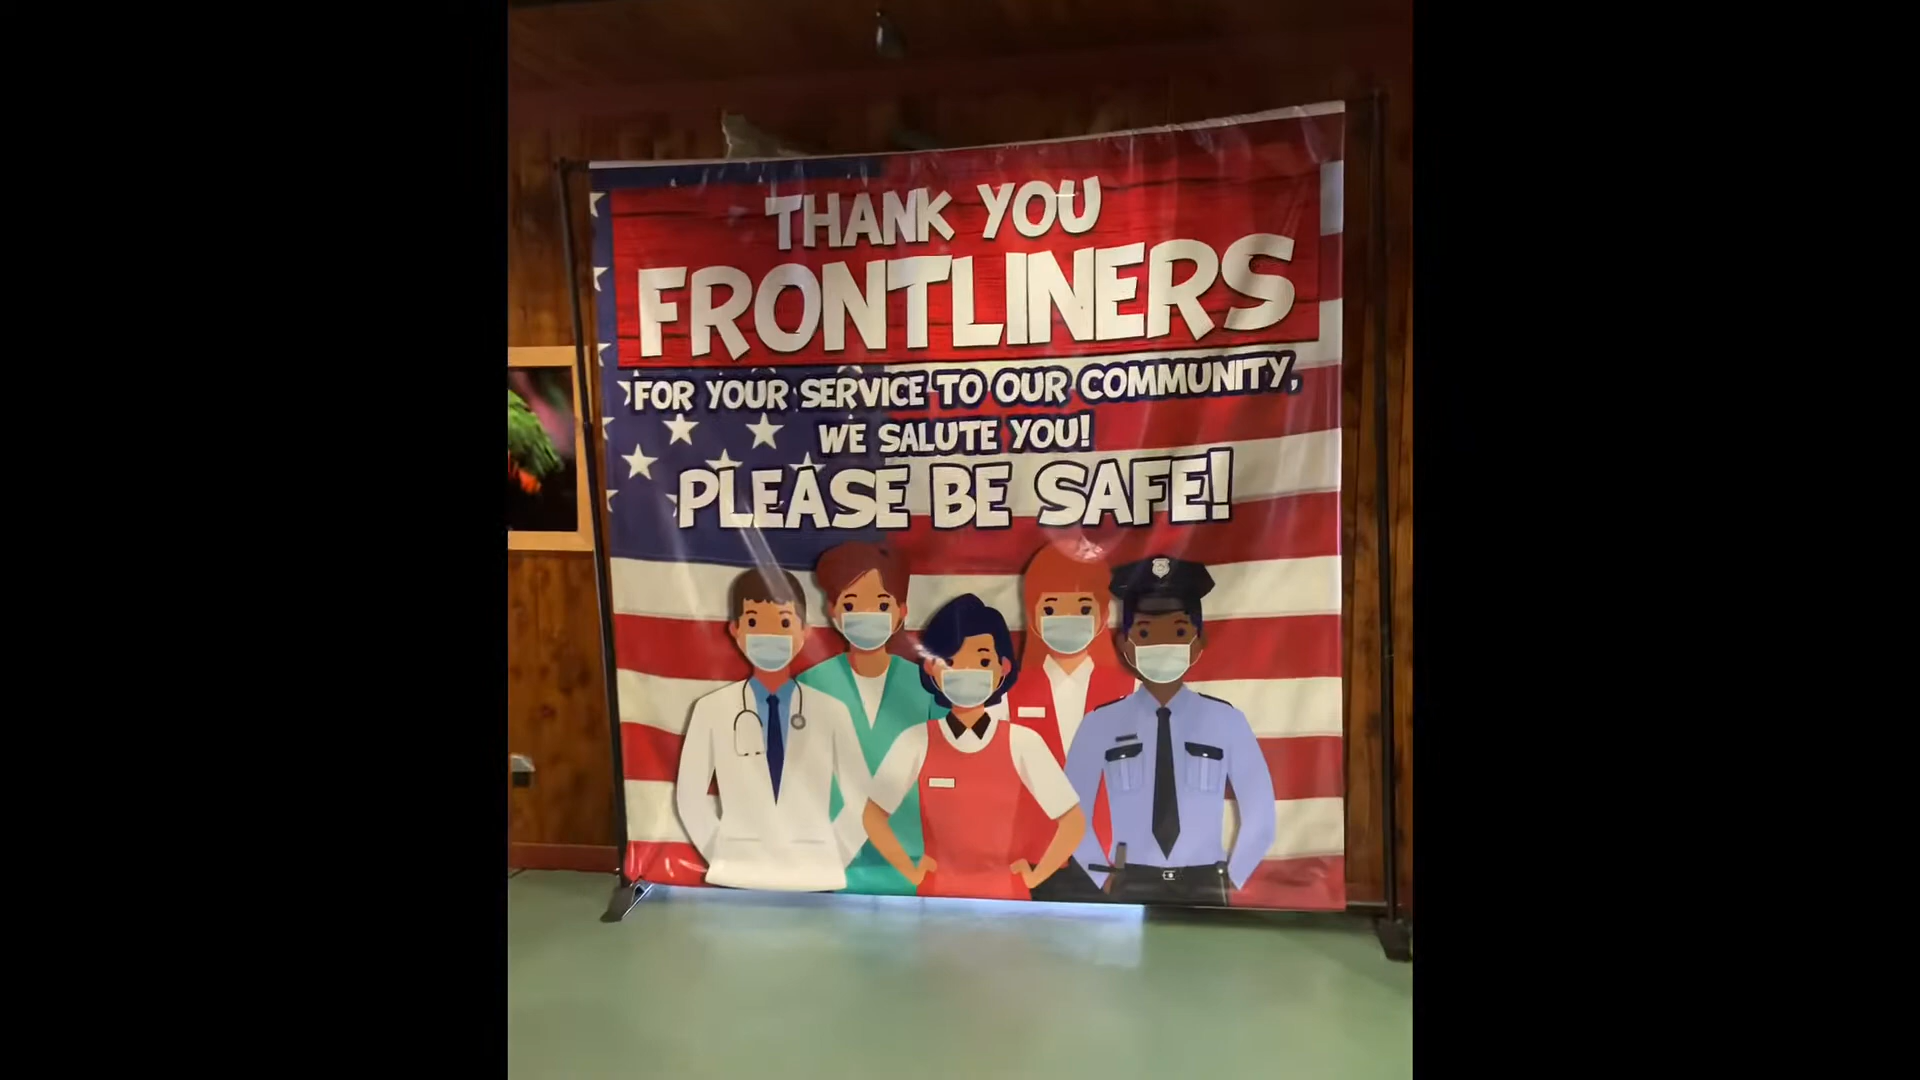 THANK YOU
FRONTLINERS
FOR YOUR SERVICE TO OUR COMMUNITY,
WE SALUTE YOU!
PLEASE BE SAFE!